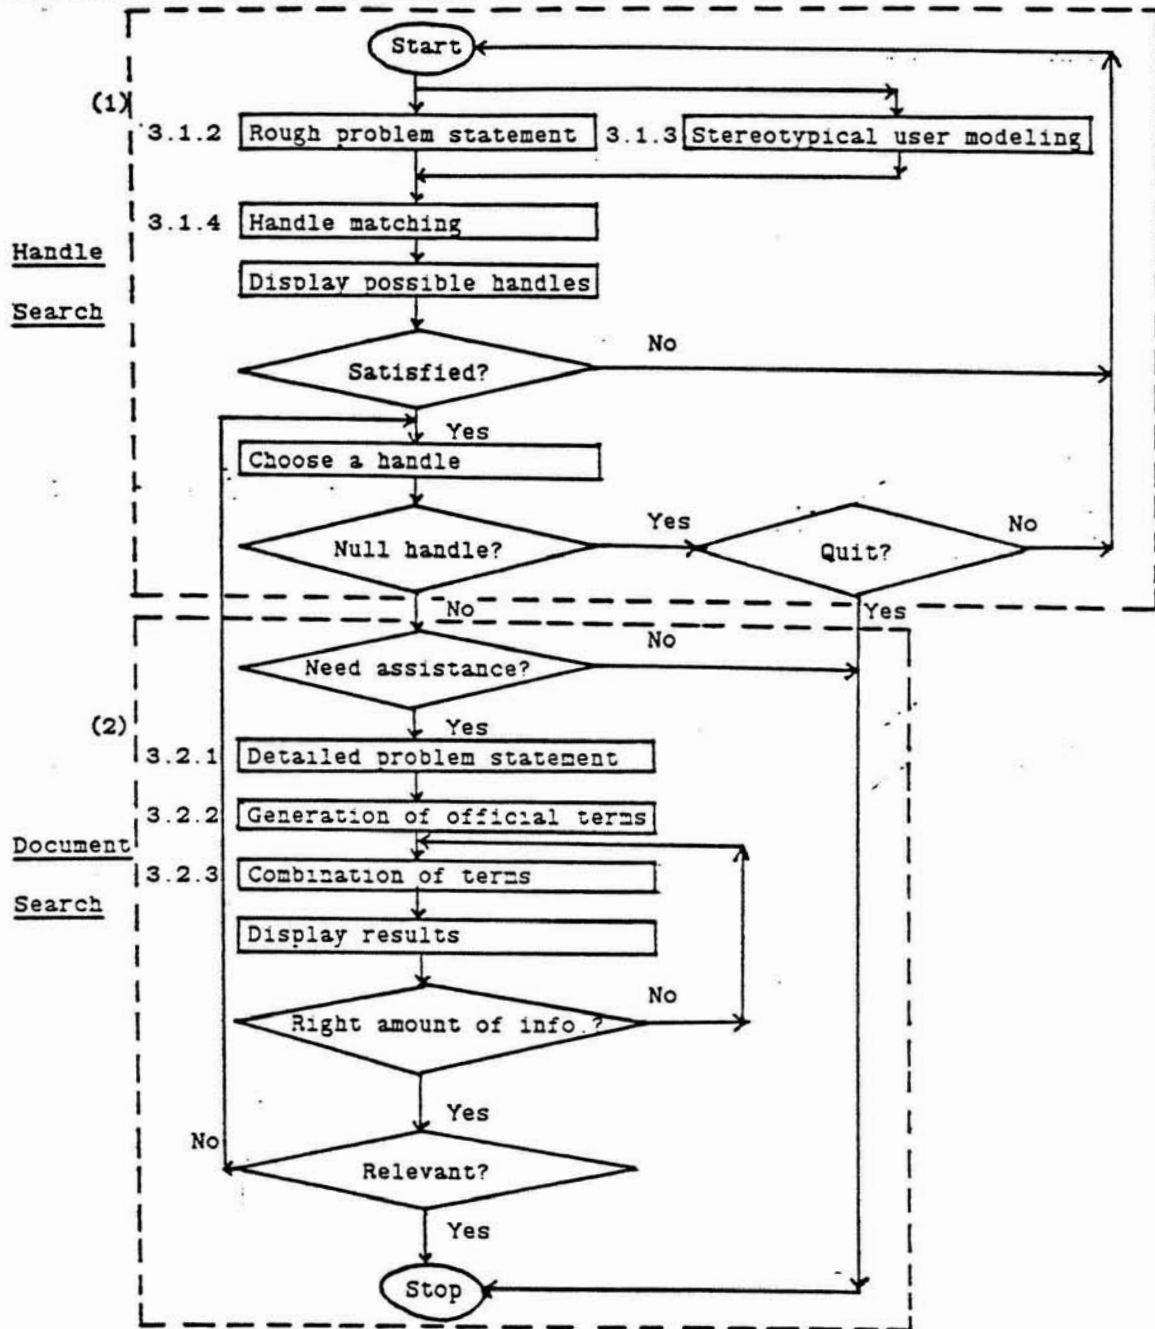 Start
(1)
3.1.2 Rough problem statement 3.1.3 Stereotypical user modeling
3.1.4 Handle matching
Handle
Display possible handles
Search
No
Satisfied?
Yes
Choose a handle
Yes
No
Null handle?
Quit?
No
Yes
No
Need assistance?
(2)
Yes
3.2.1 Detailed problem statement
3.2.2 Generation of official terms
Document
3.2.3 Combination of terms
Search
Display results
No
Right amount of info.?
Yes
No
Relevant?
Yes
Stop